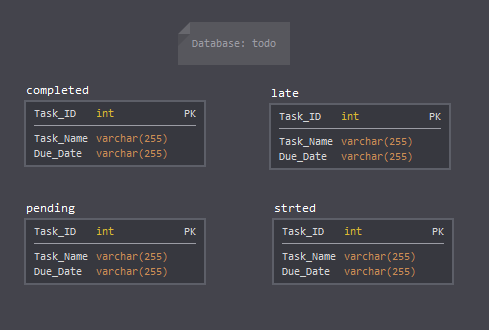 Database: todo
completed
Task_ID int PK
Task_Name varchar(255)
Due_Date varchar(255)
late
Task_ID int PK
Task_Name varchar(255)
Due_Date varchar(255)
pending
Task_ID int PK
Task_Name varchar(255)
Due_Date varchar(255)
strted
Task_ID int PK
Task_Name varchar(255)
Due_Date varchar(255)